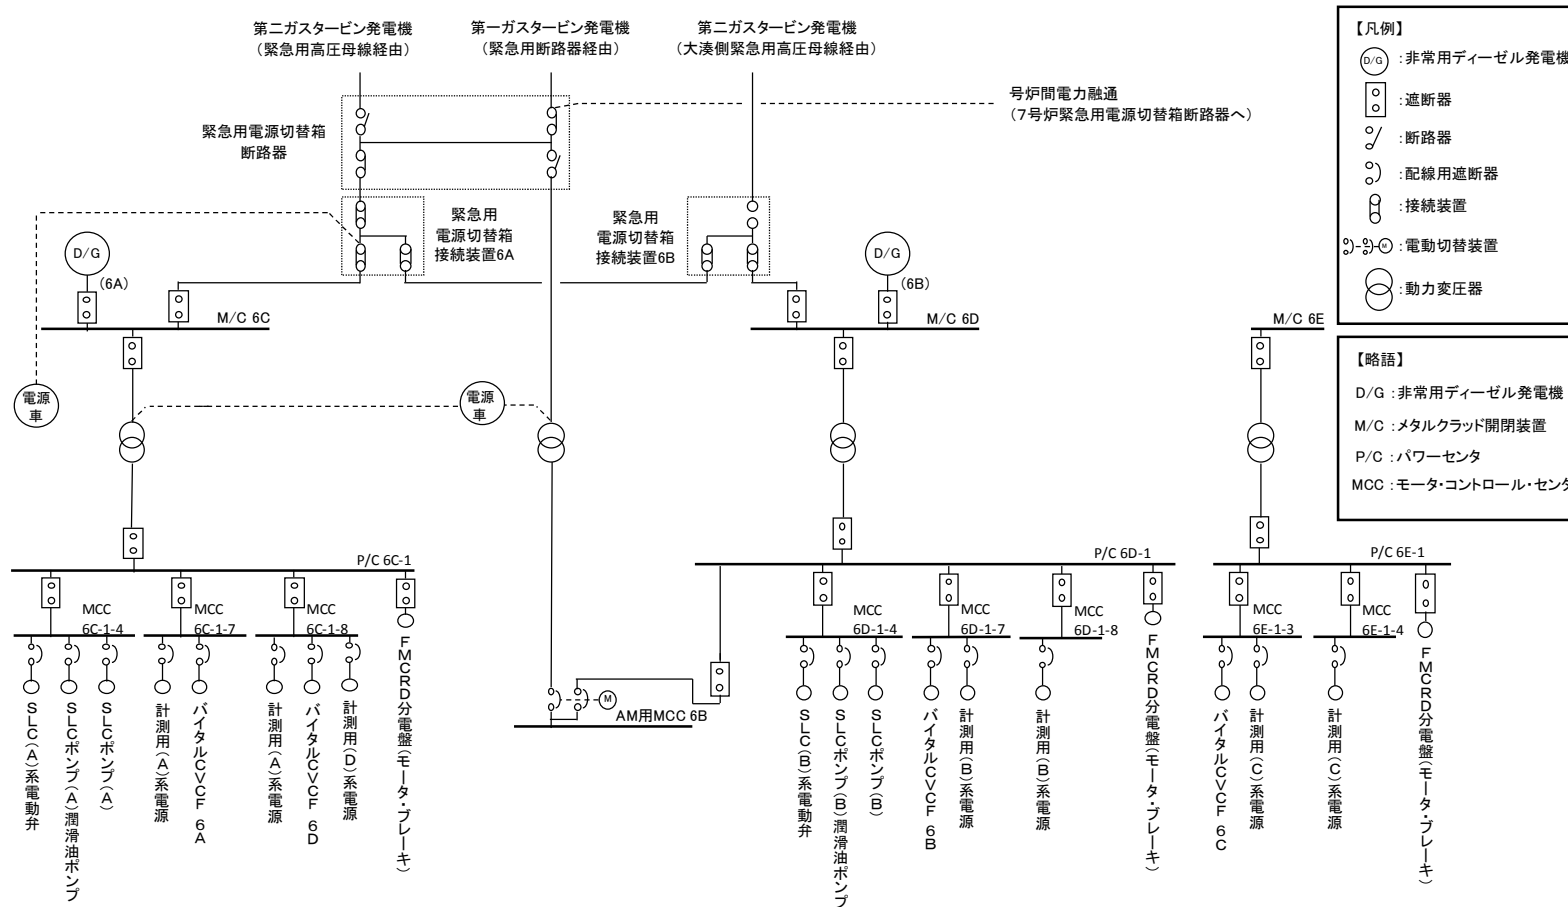 第二ガスタービン発電機
（緊急用高圧母線経由）
第一ガスタービン発電機
（緊急用断路器経由）
第二ガスタービン発電機
（大湊側緊急用高圧母線経由）
号炉間電力融通
（7号炉緊急用電源切替箱断路器へ）
緊急用電源切替箱
断路器
緊急用
電源切替箱
接続装置6A
緊急用
電源切替箱
接続装置6B
D/G
（6A）
D/G
（6B）
M/C 6C
M/C 6D
M/C 6E
電源
車
電源
車
P/C 6C-1
P/C 6D-1
P/C 6E-1
MCC
6C-1-4
MCC
6C-1-7
MCC
6C-1-8
MCC
6D-1-4
MCC
6D-1-7
MCC
6D-1-8
MCC
6E-1-3
MCC
6E-1-4
M
AM用MCC 6B
SLC（A）系電動弁
SLCポンプ（A）潤滑油ポンプ
SLCポンプ（A）
計測用（A）系電源
バイタルCVCF 6A
計測用（A）系電源
バイタルCVCF 6D
計測用（D）系電源
FMCRD分電盤（モータ・ブレーキ）
SLC（B）系電動弁
SLCポンプ（B）潤滑油ポンプ
SLCポンプ（B）
バイタルCVCF 6B
計測用（B）系電源
計測用（B）系電源
FMCRD分電盤（モータ・ブレーキ）
バイタルCVCF 6C
計測用（C）系電源
計測用（C）系電源
FMCRD分電盤（モータ・ブレーキ）
【凡例】
D/G ：非常用ディーゼル発電機
：遮断器
：断路器
：配線用遮断器
：接続装置
M ：電動切替装置
：動力変圧器
【略語】
D/G ：非常用ディーゼル発電機
M/C ：メタルクラッド開閉装置
P/C ：パワーセンタ
MCC ：モータ・コントロール・センタ